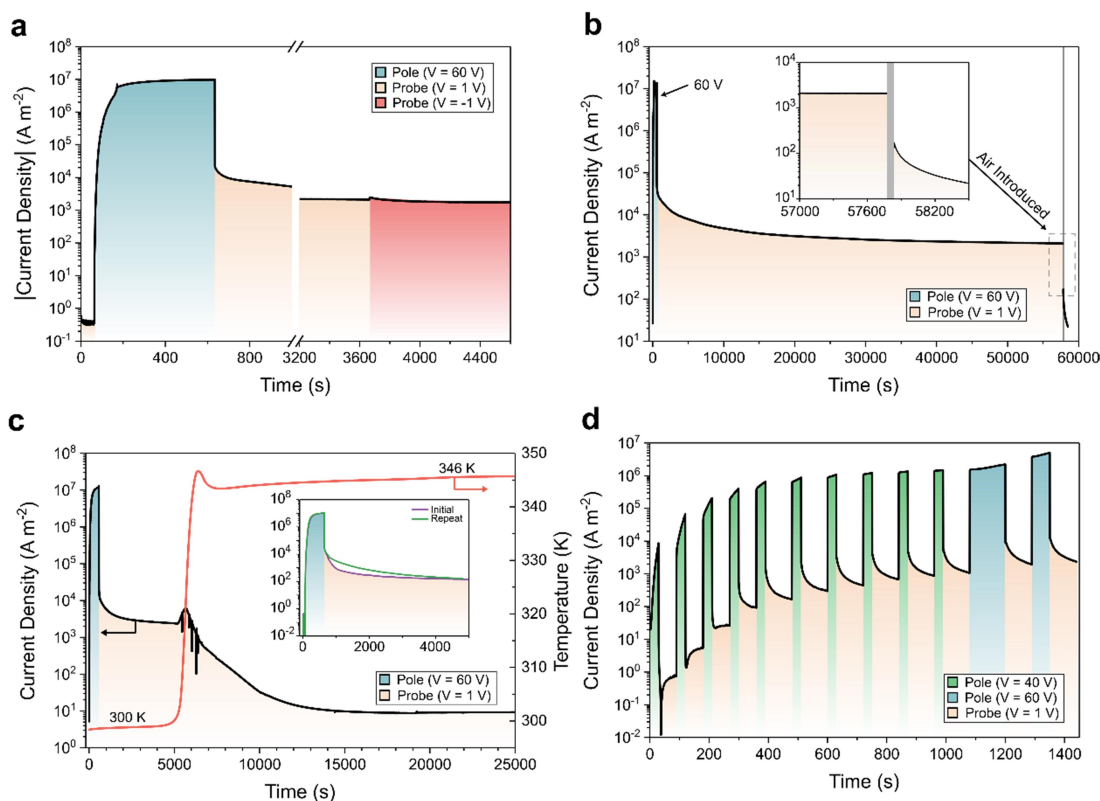 a
10⁸
10⁷
10⁶
10⁵
10⁴
10³
10²
10¹
10⁰
10⁻¹
|Current Density| (A m⁻²)
Pole (V = 60 V)
Probe (V = 1 V)
Probe (V = -1 V)
0 400 800 3200 3600 4000 4400
Time (s)
b
10⁸
10⁷
10⁶
10⁵
10⁴
10³
10²
10¹
Current Density (A m⁻²)
60 V
10⁴
10³
10²
10¹
57000 57600 58200
Air Introduced
Pole (V = 60 V)
Probe (V = 1 V)
0 10000 20000 30000 40000 50000 60000
Time (s)
c
10⁸
10⁷
10⁶
10⁵
10⁴
10³
10²
10¹
10⁰
Current Density (A m⁻²)
300 K
346 K
10⁸
10⁶
10⁴
10²
10⁰
10⁻²
Initial
Repeat
0 2000 4000
Pole (V = 60 V)
Probe (V = 1 V)
350
340
330
320
310
300
Temperature (K)
0 5000 10000 15000 20000 25000
Time (s)
d
10⁷
10⁶
10⁵
10⁴
10³
10²
10¹
10⁰
10⁻¹
10⁻²
Current Density (A m⁻²)
Pole (V = 40 V)
Pole (V = 60 V)
Probe (V = 1 V)
0 200 400 600 800 1000 1200 1400
Time (s)